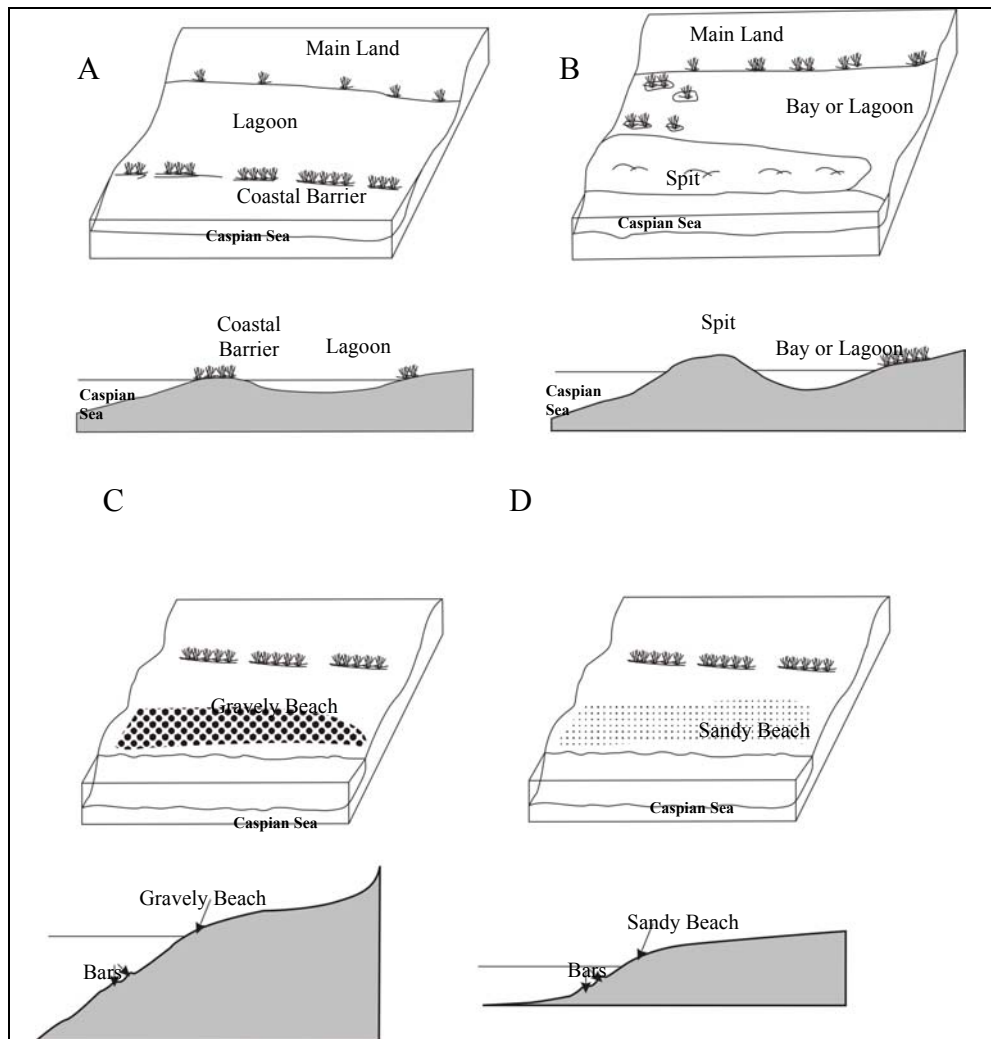 A
Main Land
Lagoon
Coastal Barrier
Caspian Sea
B
Main Land
Bay or Lagoon
Spit
Caspian Sea
Coastal
Barrier
Lagoon
Caspian
Sea
Spit
Bay or Lagoon
Caspian
Sea
C
Gravely Beach
Caspian Sea
D
Sandy Beach
Caspian Sea
Gravely Beach
Bars
Sandy Beach
Bars